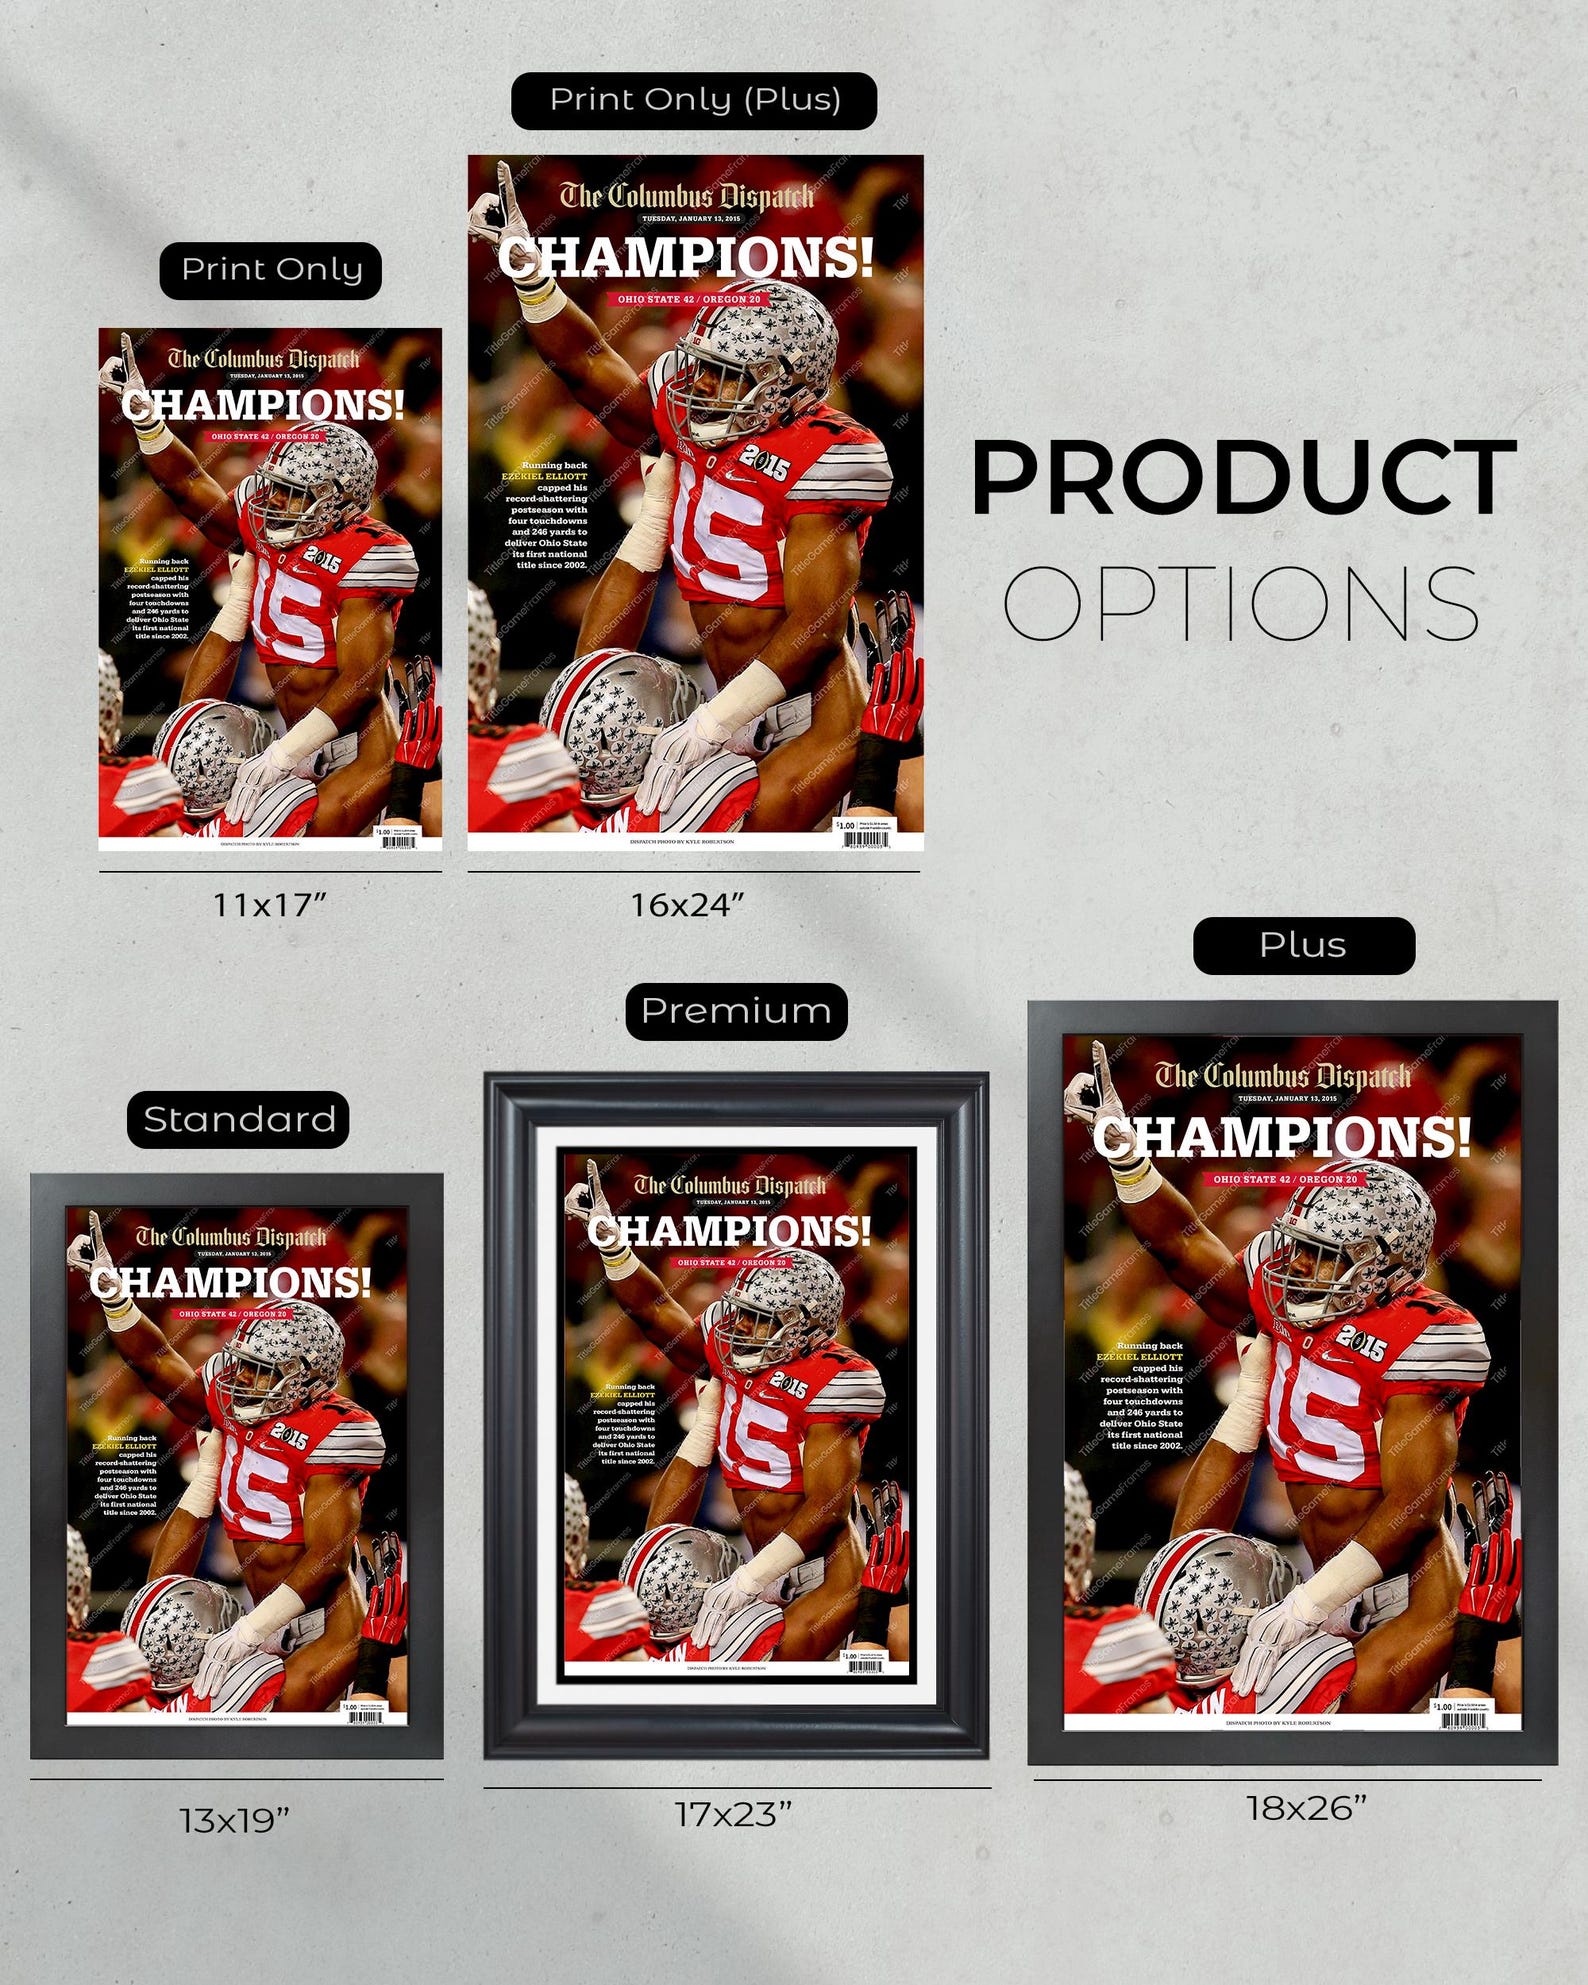 Print Only (Plus)
The Columbus Dispatch
TUESDAY, JANUARY 13, 2015
CHAMPIONS!
OHIO STATE 42 / OREGON 20
2015
15
Running back
EZEKIEL ELLIOTT
capped his
record-shattering
postseason with
four touchdowns
and 246 yards to
deliver Ohio State
its first national
title since 2002.
$1.00
DISPATCH PHOTO BY KYLE ROBERTSON
16x24”
Print Only
The Columbus Dispatch
TUESDAY, JANUARY 13, 2015
CHAMPIONS!
OHIO STATE 42 / OREGON 20
2015
15
Running back
EZEKIEL ELLIOTT
capped his
record-shattering
postseason with
four touchdowns
and 246 yards to
deliver Ohio State
its first national
title since 2002.
$1.00
DISPATCH PHOTO BY KYLE ROBERTSON
11x17”
PRODUCT
OPTIONS
Standard
The Columbus Dispatch
TUESDAY, JANUARY 13, 2015
CHAMPIONS!
OHIO STATE 42 / OREGON 20
2015
15
Running back
EZEKIEL ELLIOTT
capped his
record-shattering
postseason with
four touchdowns
and 246 yards to
deliver Ohio State
its first national
title since 2002.
$1.00
DISPATCH PHOTO BY KYLE ROBERTSON
13x19”
Premium
The Columbus Dispatch
TUESDAY, JANUARY 13, 2015
CHAMPIONS!
OHIO STATE 42 / OREGON 20
2015
15
Running back
EZEKIEL ELLIOTT
capped his
record-shattering
postseason with
four touchdowns
and 246 yards to
deliver Ohio State
its first national
title since 2002.
$1.00
DISPATCH PHOTO BY KYLE ROBERTSON
17x23”
Plus
The Columbus Dispatch
TUESDAY, JANUARY 13, 2015
CHAMPIONS!
OHIO STATE 42 / OREGON 20
2015
15
Running back
EZEKIEL ELLIOTT
capped his
record-shattering
postseason with
four touchdowns
and 246 yards to
deliver Ohio State
its first national
title since 2002.
$1.00
DISPATCH PHOTO BY KYLE ROBERTSON
18x26”
TitleGameFrames